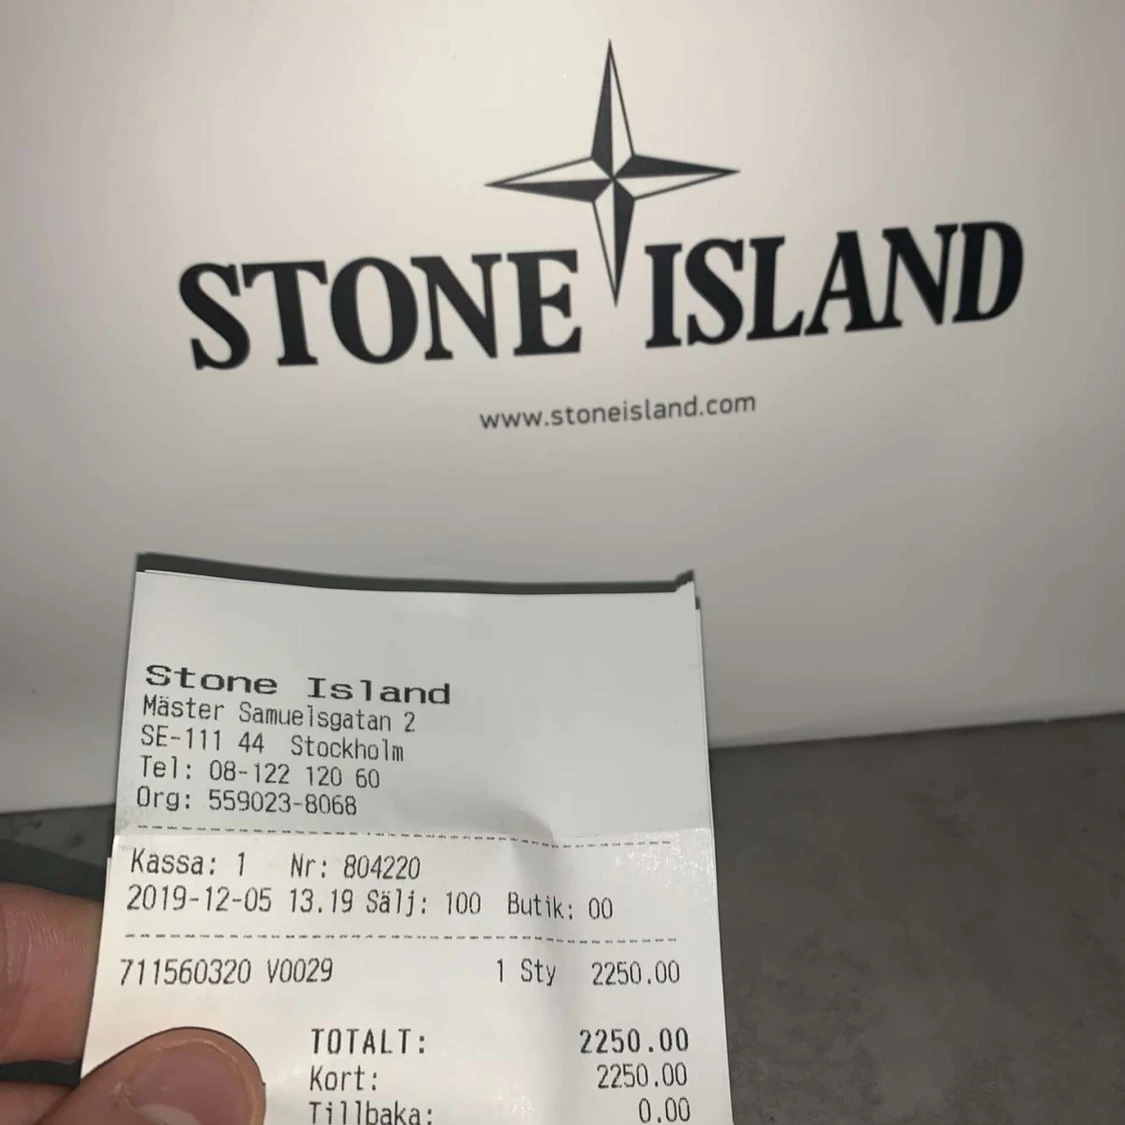 STONE ISLAND
www.stoneisland.com
Stone Island
Mäster Samuelsgatan 2
SE-111 44 Stockholm
Tel: 08-122 120 60
Org: 559023-8068
Kassa: 1 Nr: 804220
2019-12-05 13.19 Sälj: 100 Butik: 00
711560320 V0029 1 Sty 2250.00
TOTALT: 2250.00
Kort: 2250.00
Tillbaka: 0.00